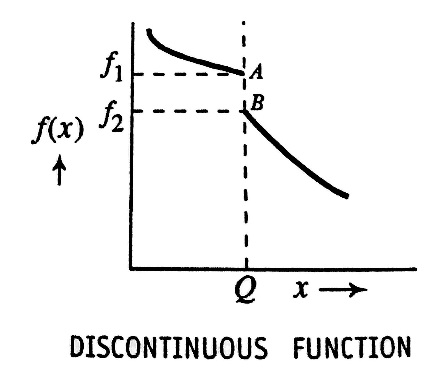 f₁
A
B
f₂
f(x)
Q
x
DISCONTINUOUS FUNCTION